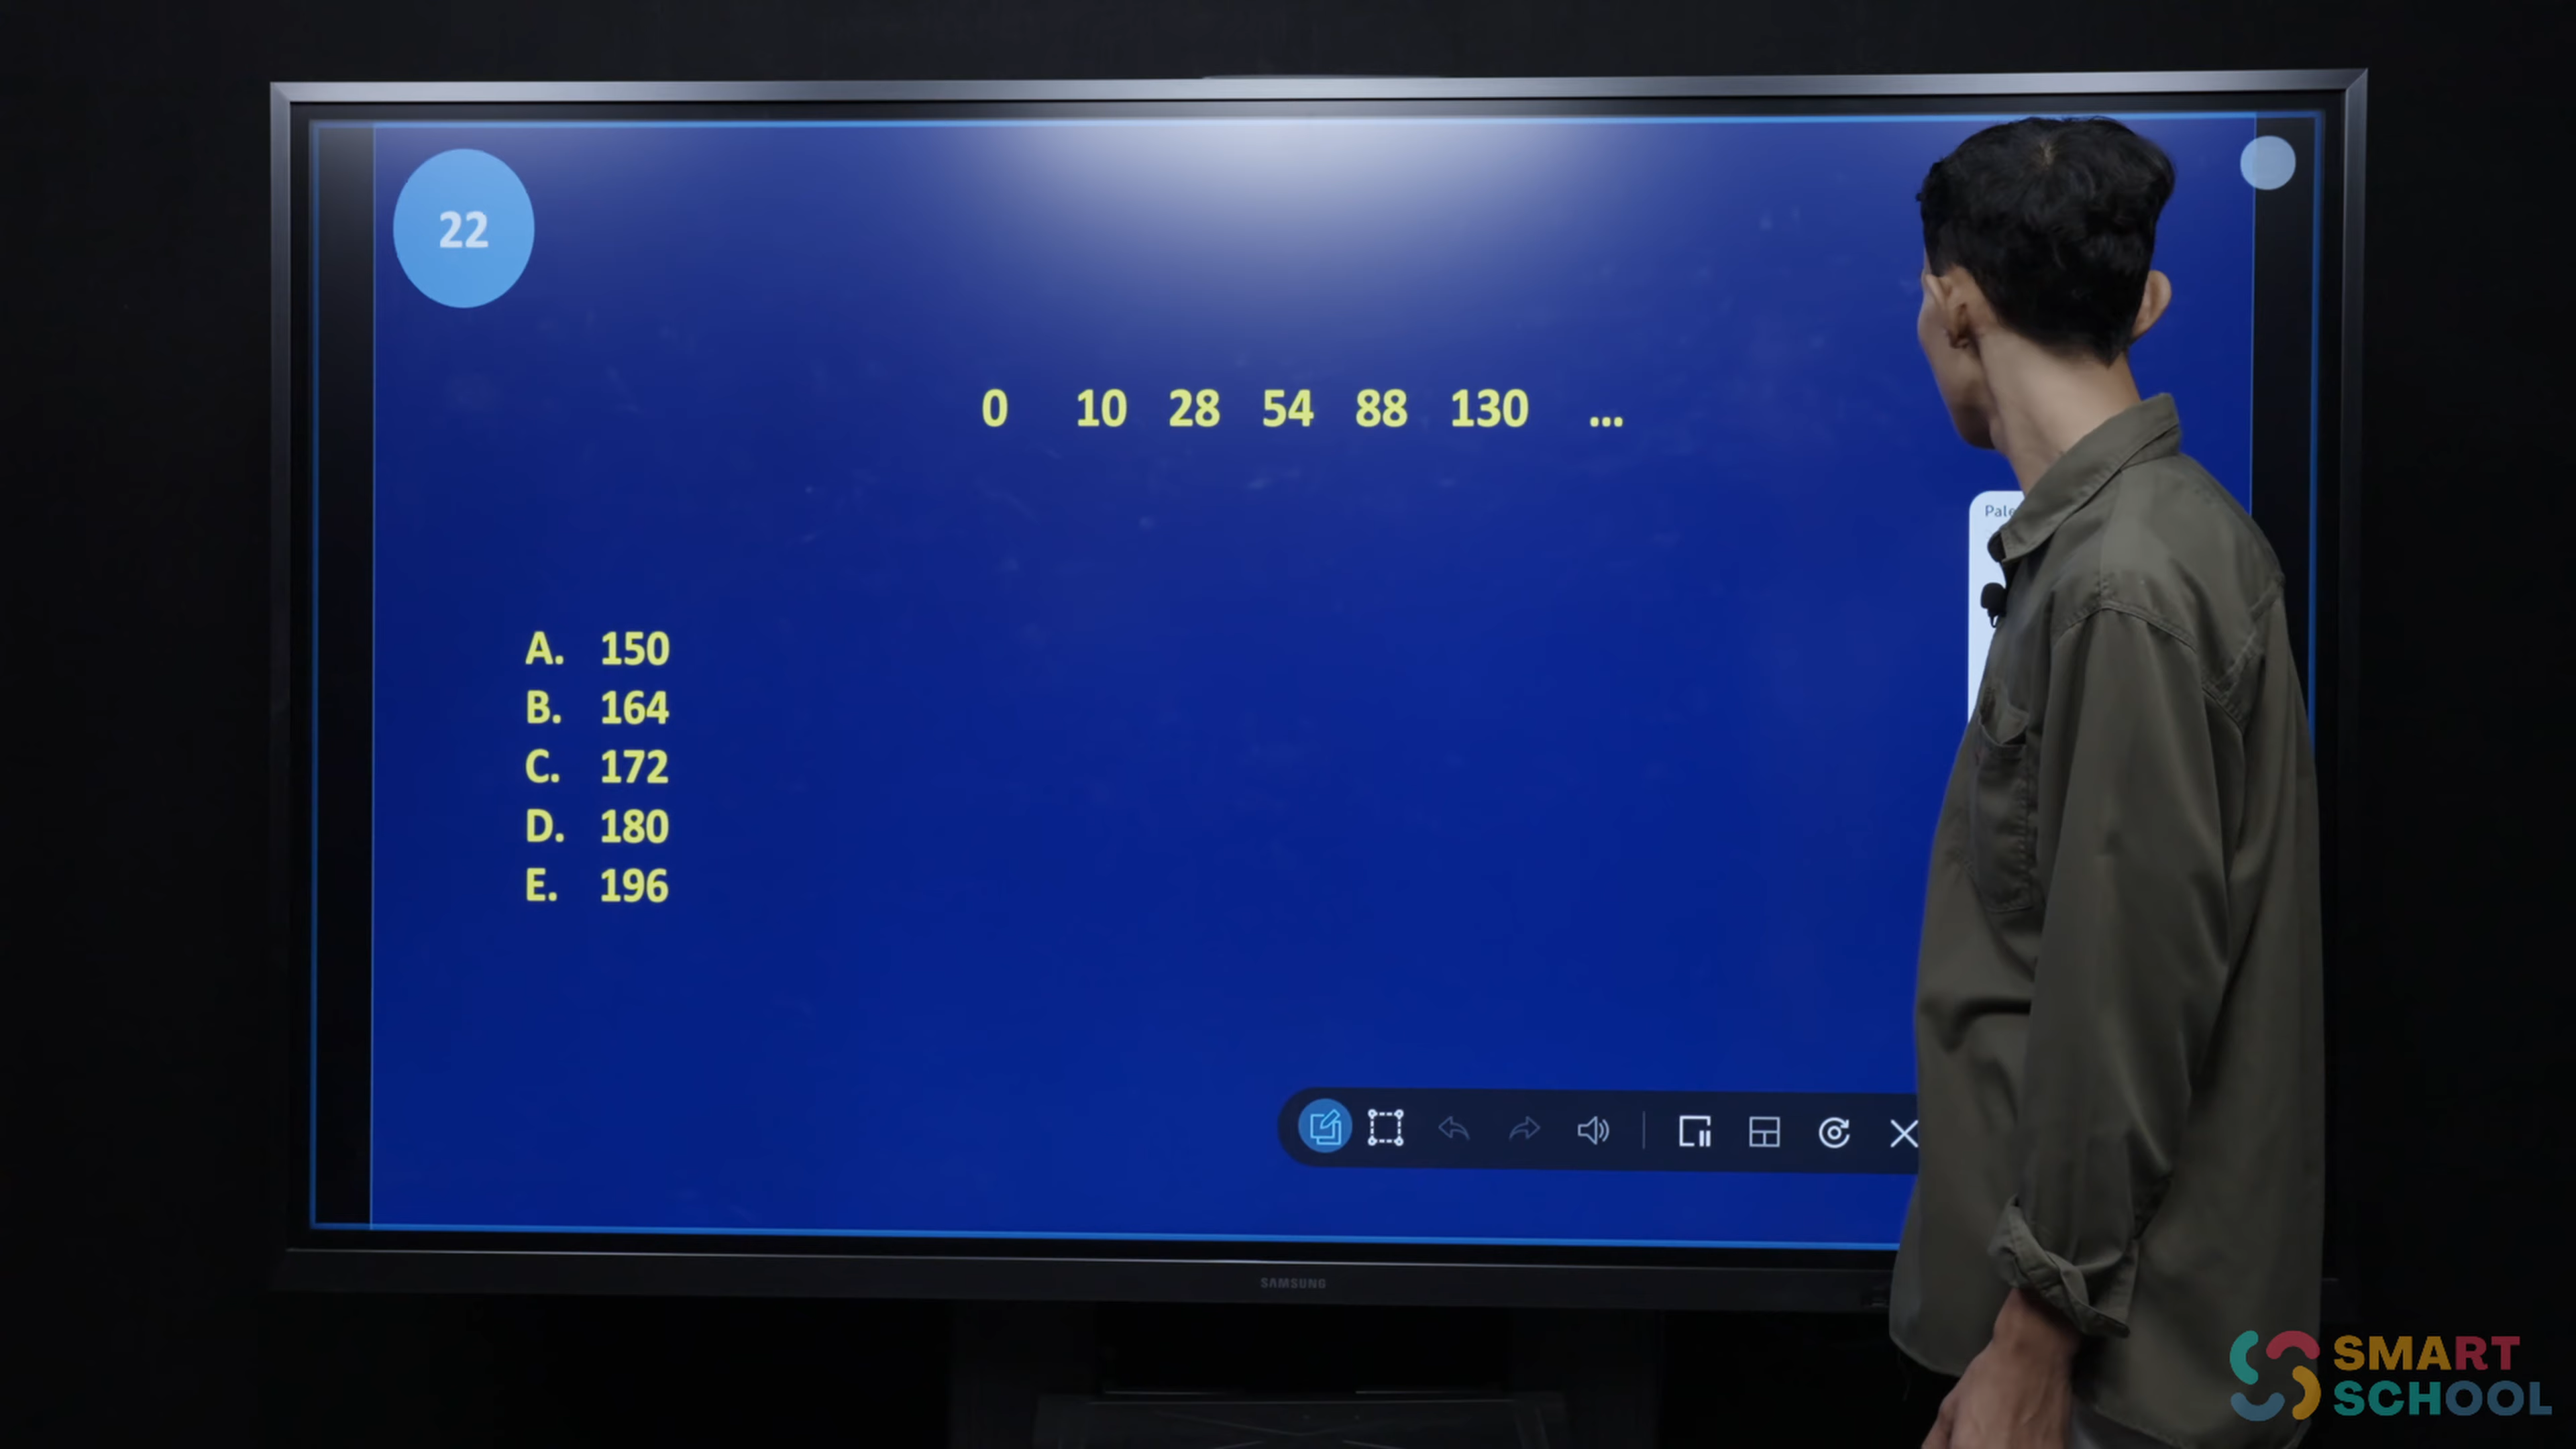 22
0 10 28 54 88 130 ...
A. 150
B. 164
C. 172
D. 180
E. 196
SAMSUNG
SMART
SCHOOL